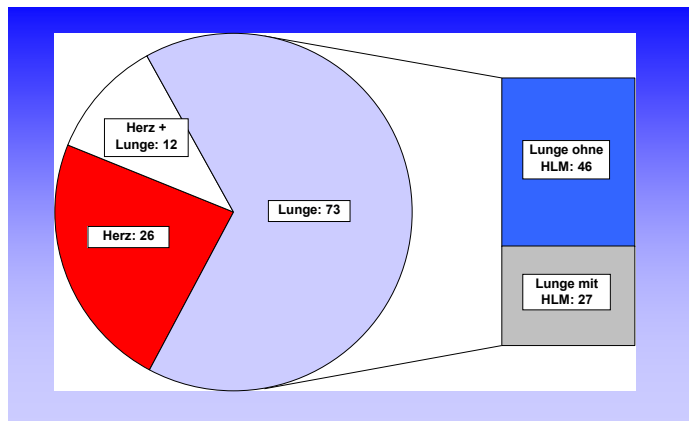 Herz +
Lunge: 12
Lunge: 73
Herz: 26
Lunge ohne
HLM: 46
Lunge mit
HLM: 27